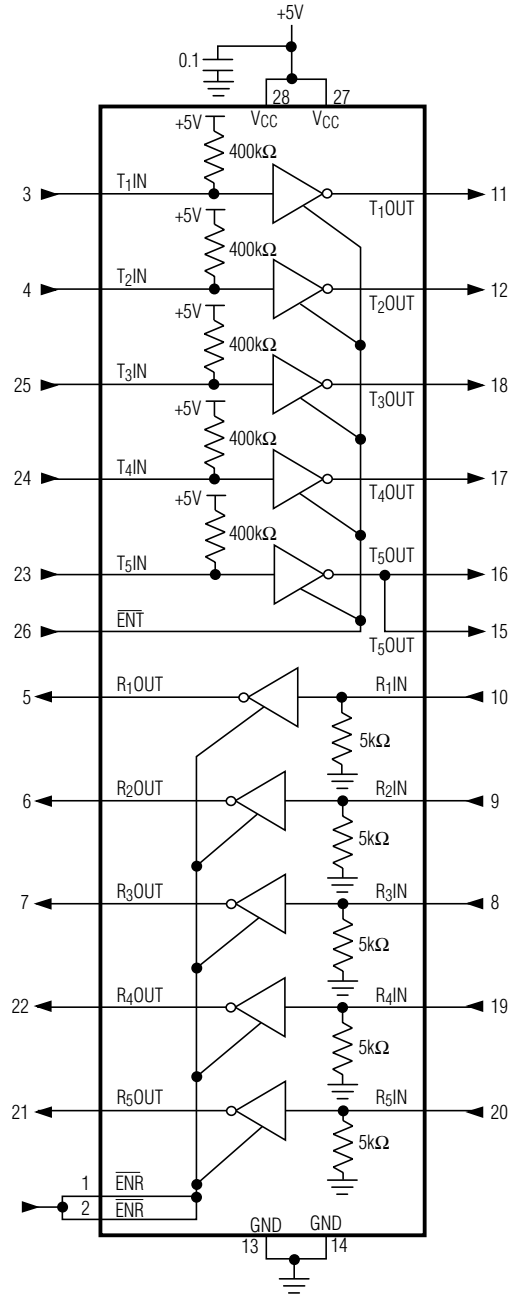 +5V
0.1
28 27
VCC VCC
+5V
400kΩ
3 T1IN T1OUT 11
+5V
400kΩ
4 T2IN T2OUT 12
+5V
400kΩ
25 T3IN T3OUT 18
+5V
400kΩ
24 T4IN T4OUT 17
+5V
400kΩ
23 T5IN T5OUT 16
26 ENT 15
T5OUT
5 R1OUT R1IN 10
5kΩ
6 R2OUT R2IN 9
5kΩ
7 R3OUT R3IN 8
5kΩ
22 R4OUT R4IN 19
5kΩ
21 R5OUT R5IN 20
5kΩ
1 ENR
2 ENR
GND GND
13 14